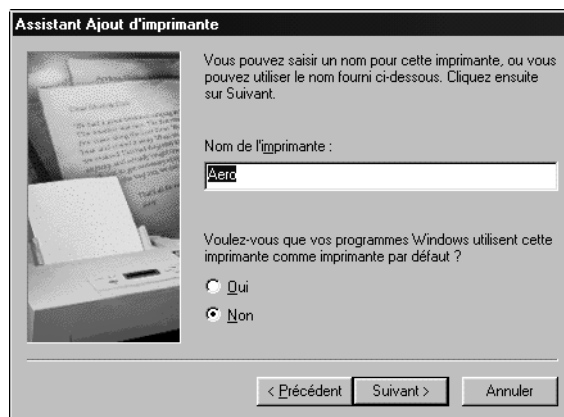 Assistant Ajout d'imprimante
Vous pouvez saisir un nom pour cette imprimante, ou vous
pouvez utiliser le nom fourni ci-dessous. Cliquez ensuite
sur Suivant.
Nom de l'imprimante :
Aero
Voulez-vous que vos programmes Windows utilisent cette
imprimante comme imprimante par défaut ?
Oui
Non
< Précédent
Suivant >
Annuler